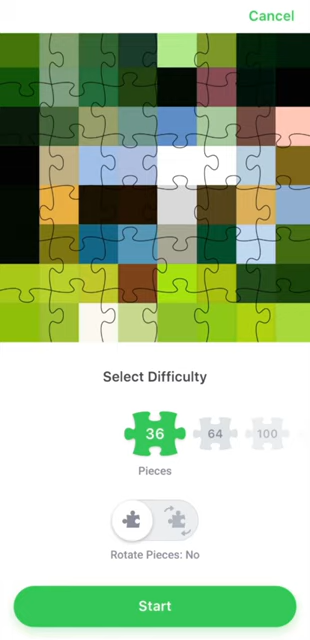 Cancel
Select Difficulty
36
64
100
Pieces
Rotate Pieces: No
Start